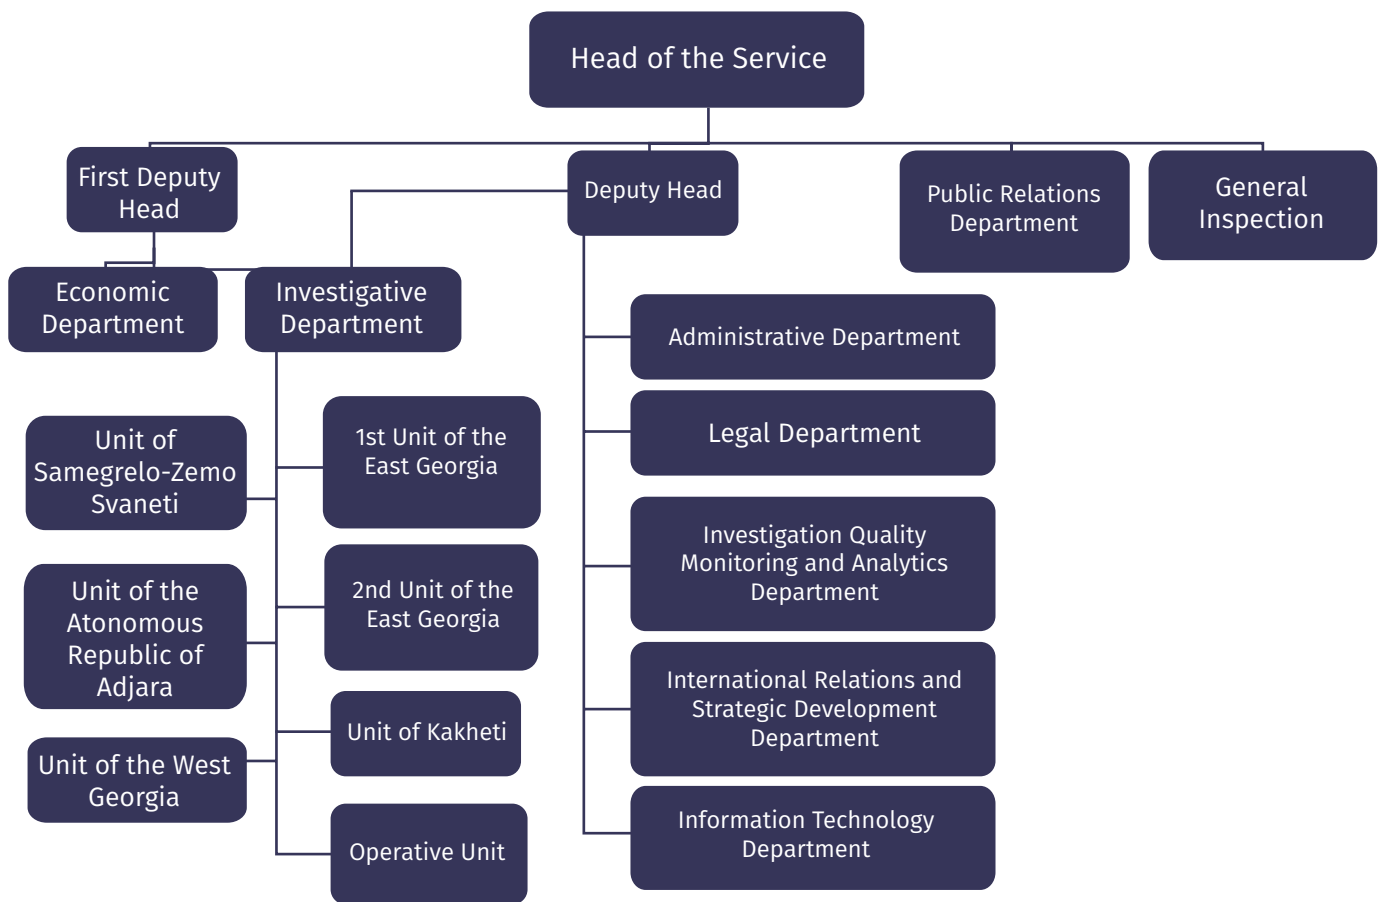 Head of the Service
First Deputy
Head
Deputy Head
Public Relations
Department
General
Inspection
Economic
Department
Investigative
Department
Unit of
Samegrelo-Zemo
Svaneti
Unit of the
Atonomous
Republic of
Adjara
Unit of the West
Georgia
1st Unit of the
East Georgia
2nd Unit of the
East Georgia
Unit of Kakheti
Operative Unit
Administrative Department
Legal Department
Investigation Quality
Monitoring and Analytics
Department
International Relations and
Strategic Development
Department
Information Technology
Department